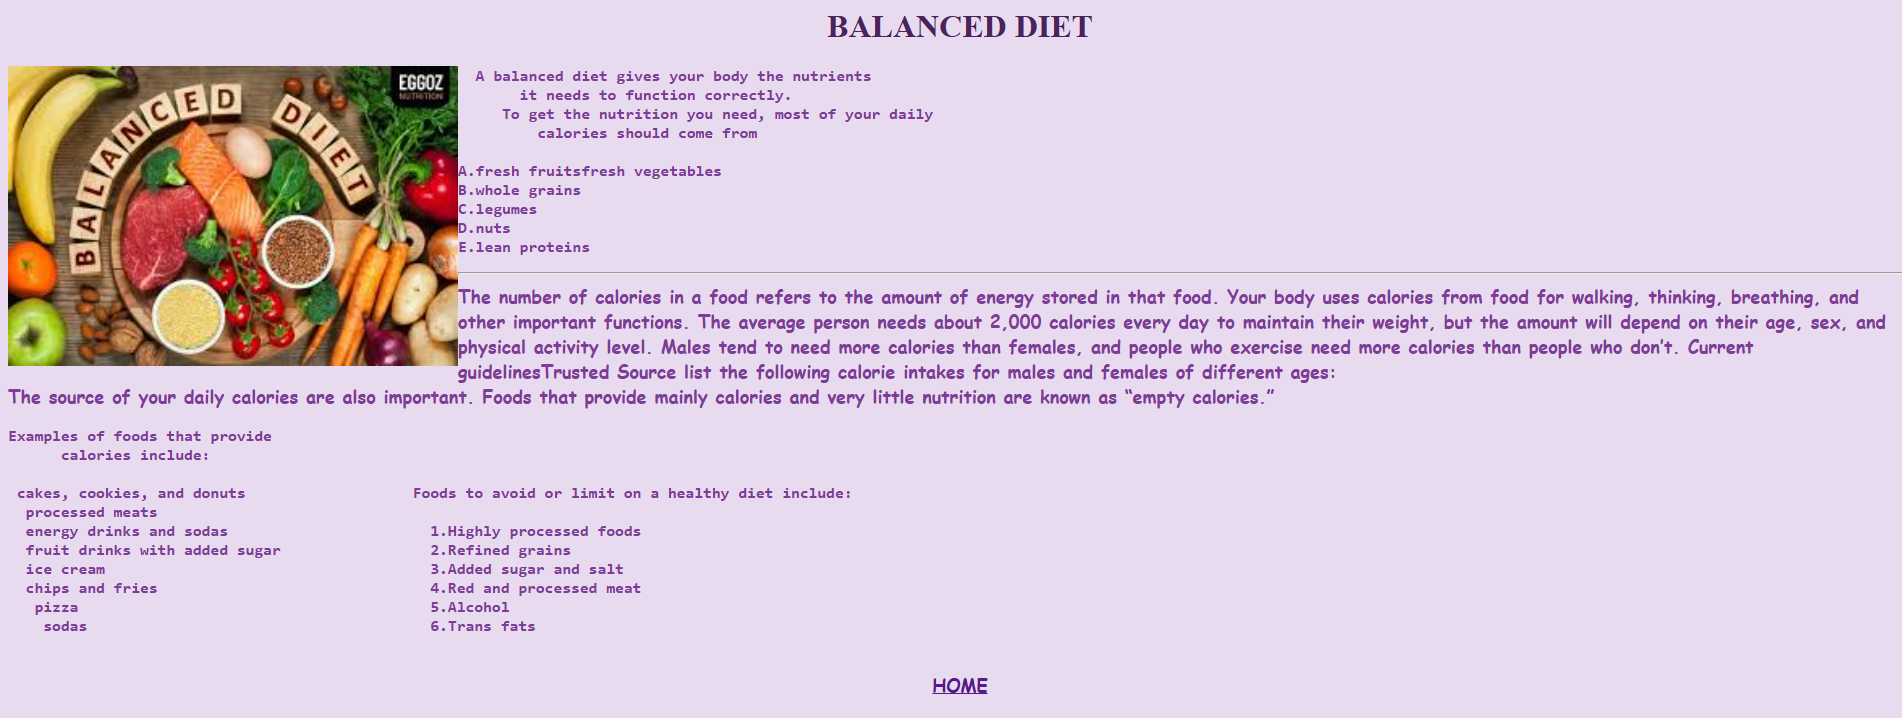 BALANCED DIET
BALANCED DIET
EGGOZ
NUTRITION
A balanced diet gives your body the nutrients
it needs to function correctly.
To get the nutrition you need, most of your daily
calories should come from
A.fresh fruitsfresh vegetables
B.whole grains
C.legumes
D.nuts
E.lean proteins
The number of calories in a food refers to the amount of energy stored in that food. Your body uses calories from food for walking, thinking, breathing, and
other important functions. The average person needs about 2,000 calories every day to maintain their weight, but the amount will depend on their age, sex, and
physical activity level. Males tend to need more calories than females, and people who exercise need more calories than people who don't. Current
guidelinesTrusted Source list the following calorie intakes for males and females of different ages:
The source of your daily calories are also important. Foods that provide mainly calories and very little nutrition are known as “empty calories.”
Examples of foods that provide
calories include:
cakes, cookies, and donuts
processed meats
energy drinks and sodas
fruit drinks with added sugar
ice cream
chips and fries
pizza
sodas
Foods to avoid or limit on a healthy diet include:
1.Highly processed foods
2.Refined grains
3.Added sugar and salt
4.Red and processed meat
5.Alcohol
6.Trans fats
HOME